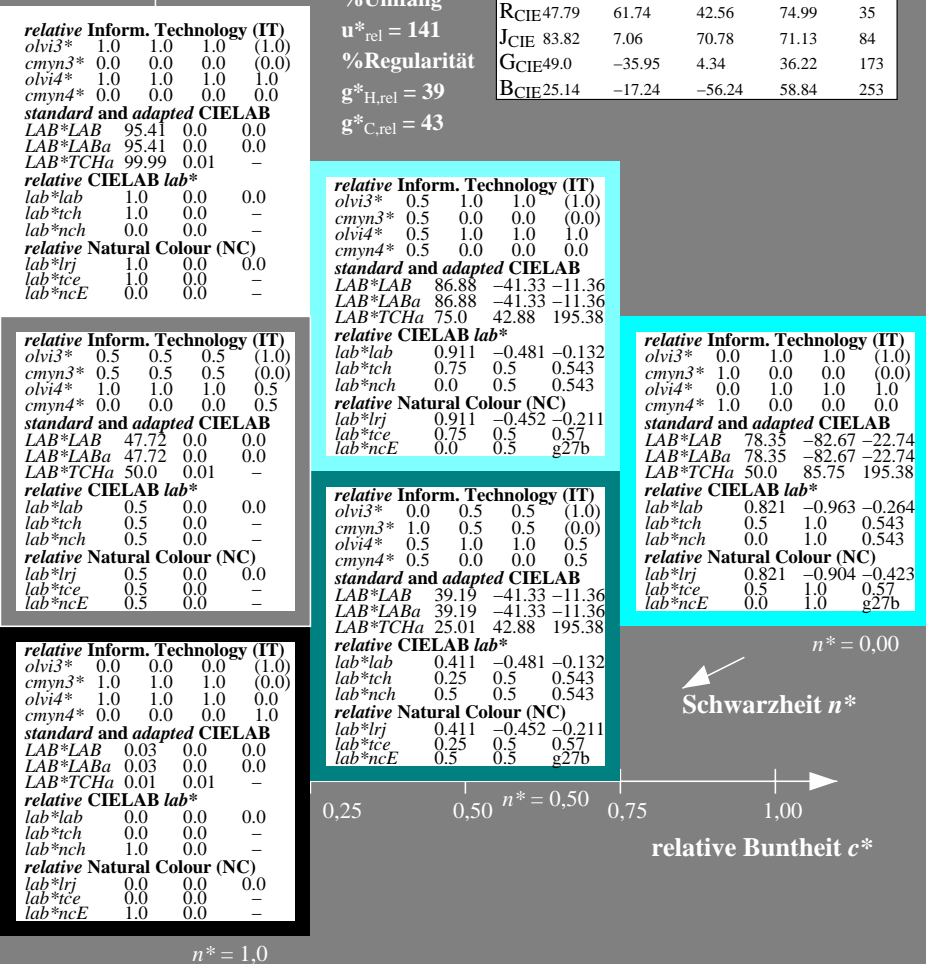 %Umfang
u*rel = 141
%Regularität
g*H,rel = 39
g*C,rel = 43
RCIE 47.79 61.74 42.56 74.99 35
JCIE 83.82 7.06 70.78 71.13 84
GCIE 49.0 −35.95 4.34 36.22 173
BCIE 25.14 −17.24 −56.24 58.84 253
relative Inform. Technology (IT)
olvi3* 1.0 1.0 1.0 (1.0)
cmyn3* 0.0 0.0 0.0 (0.0)
olvi4* 1.0 1.0 1.0 1.0
cmyn4* 0.0 0.0 0.0 0.0
standard and adapted CIELAB
LAB*LAB 95.41 0.0 0.0
LAB*LABa 95.41 0.0 0.0
LAB*TCHa 99.99 0.01 –
relative CIELAB lab*
lab*lab 1.0 0.0 0.0
lab*tch 1.0 0.0 –
lab*nch 0.0 0.0 –
relative Natural Colour (NC)
lab*lrj 1.0 0.0 0.0
lab*tce 1.0 0.0 –
lab*ncE 0.0 0.0 –
relative Inform. Technology (IT)
olvi3* 0.5 1.0 1.0 (1.0)
cmyn3* 0.5 0.0 0.0 (0.0)
olvi4* 0.5 1.0 1.0 1.0
cmyn4* 0.5 0.0 0.0 0.0
standard and adapted CIELAB
LAB*LAB 86.88 −41.33 −11.36
LAB*LABa 86.88 −41.33 −11.36
LAB*TCHa 75.0 42.88 195.38
relative CIELAB lab*
lab*lab 0.911 −0.481 −0.132
lab*tch 0.75 0.5 0.543
lab*nch 0.0 0.5 0.543
relative Natural Colour (NC)
lab*lrj 0.911 −0.452 −0.211
lab*tce 0.75 0.5 0.57
lab*ncE 0.0 0.5 g27b
relative Inform. Technology (IT)
olvi3* 0.5 0.5 0.5 (1.0)
cmyn3* 0.5 0.5 0.5 (0.0)
olvi4* 1.0 1.0 1.0 0.5
cmyn4* 0.0 0.0 0.0 0.5
standard and adapted CIELAB
LAB*LAB 47.72 0.0 0.0
LAB*LABa 47.72 0.0 0.0
LAB*TCHa 50.0 0.01 –
relative CIELAB lab*
lab*lab 0.5 0.0 0.0
lab*tch 0.5 0.0 –
lab*nch 0.5 0.0 –
relative Natural Colour (NC)
lab*lrj 0.5 0.0 0.0
lab*tce 0.5 0.0 –
lab*ncE 0.5 0.0 –
relative Inform. Technology (IT)
olvi3* 0.0 1.0 1.0 (1.0)
cmyn3* 1.0 0.0 0.0 (0.0)
olvi4* 0.0 1.0 1.0 1.0
cmyn4* 1.0 0.0 0.0 0.0
standard and adapted CIELAB
LAB*LAB 78.35 −82.67 −22.74
LAB*LABa 78.35 −82.67 −22.74
LAB*TCHa 50.0 85.75 195.38
relative CIELAB lab*
lab*lab 0.821 −0.963 −0.264
lab*tch 0.5 1.0 0.543
lab*nch 0.0 1.0 0.543
relative Natural Colour (NC)
lab*lrj 0.821 −0.904 −0.423
lab*tce 0.5 1.0 0.57
lab*ncE 0.0 1.0 g27b
relative Inform. Technology (IT)
olvi3* 0.0 0.5 0.5 (1.0)
cmyn3* 1.0 0.5 0.5 (0.0)
olvi4* 0.5 1.0 1.0 0.5
cmyn4* 0.5 0.0 0.0 0.5
standard and adapted CIELAB
LAB*LAB 39.19 −41.33 −11.36
LAB*LABa 39.19 −41.33 −11.36
LAB*TCHa 25.01 42.88 195.38
relative CIELAB lab*
lab*lab 0.411 −0.481 −0.132
lab*tch 0.25 0.5 0.543
lab*nch 0.5 0.5 0.543
relative Natural Colour (NC)
lab*lrj 0.411 −0.452 −0.211
lab*tce 0.25 0.5 0.57
lab*ncE 0.5 0.5 g27b
relative Inform. Technology (IT)
olvi3* 0.0 0.0 0.0 (1.0)
cmyn3* 1.0 1.0 1.0 (0.0)
olvi4* 1.0 1.0 1.0 0.0
cmyn4* 0.0 0.0 0.0 1.0
standard and adapted CIELAB
LAB*LAB 0.03 0.0 0.0
LAB*LABa 0.03 0.0 0.0
LAB*TCHa 0.01 0.01 –
relative CIELAB lab*
lab*lab 0.0 0.0 0.0
lab*tch 0.0 0.0 –
lab*nch 1.0 0.0 –
relative Natural Colour (NC)
lab*lrj 0.0 0.0 0.0
lab*tce 0.0 0.0 –
lab*ncE 1.0 0.0 –
n* = 0,00
Schwarzheit n*
0,25 0,50 n* = 0,50 0,75 1,00
relative Buntheit c*
n* = 1,0